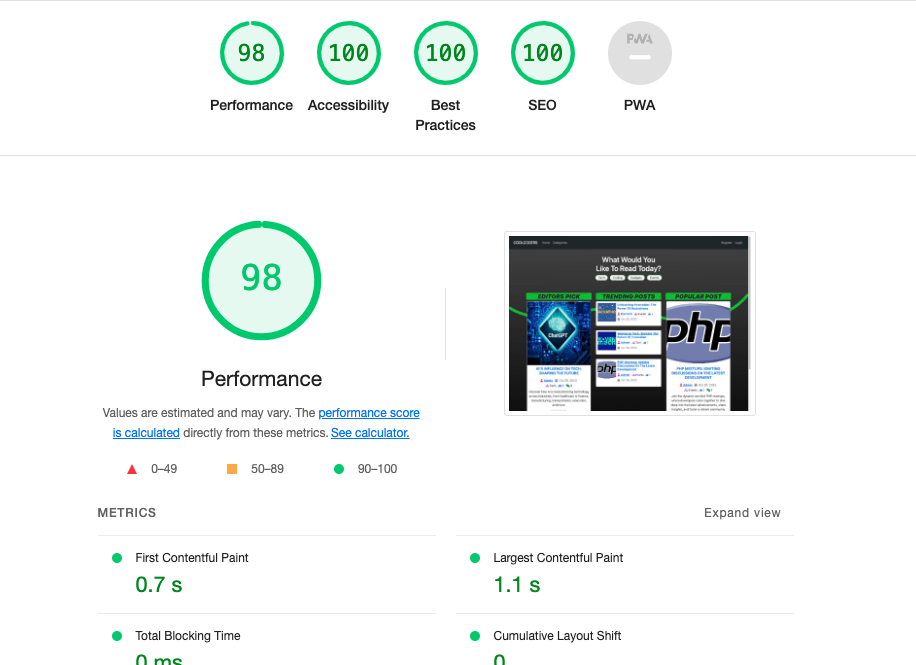 98
100
100
100
PWA
Performance
Accessibility
Best
Practices
SEO
PWA
98
Performance
Values are estimated and may vary. The performance score
is calculated directly from these metrics. See calculator.
0–49
50–89
90–100
METRICS
Expand view
First Contentful Paint
0.7 s
Largest Contentful Paint
1.1 s
Total Blocking Time
0 ms
Cumulative Layout Shift
0
What Would You
Like To Read Today?
EDITORS PICK
TRENDING POSTS
POPULAR POST
ChatGPT
php
php